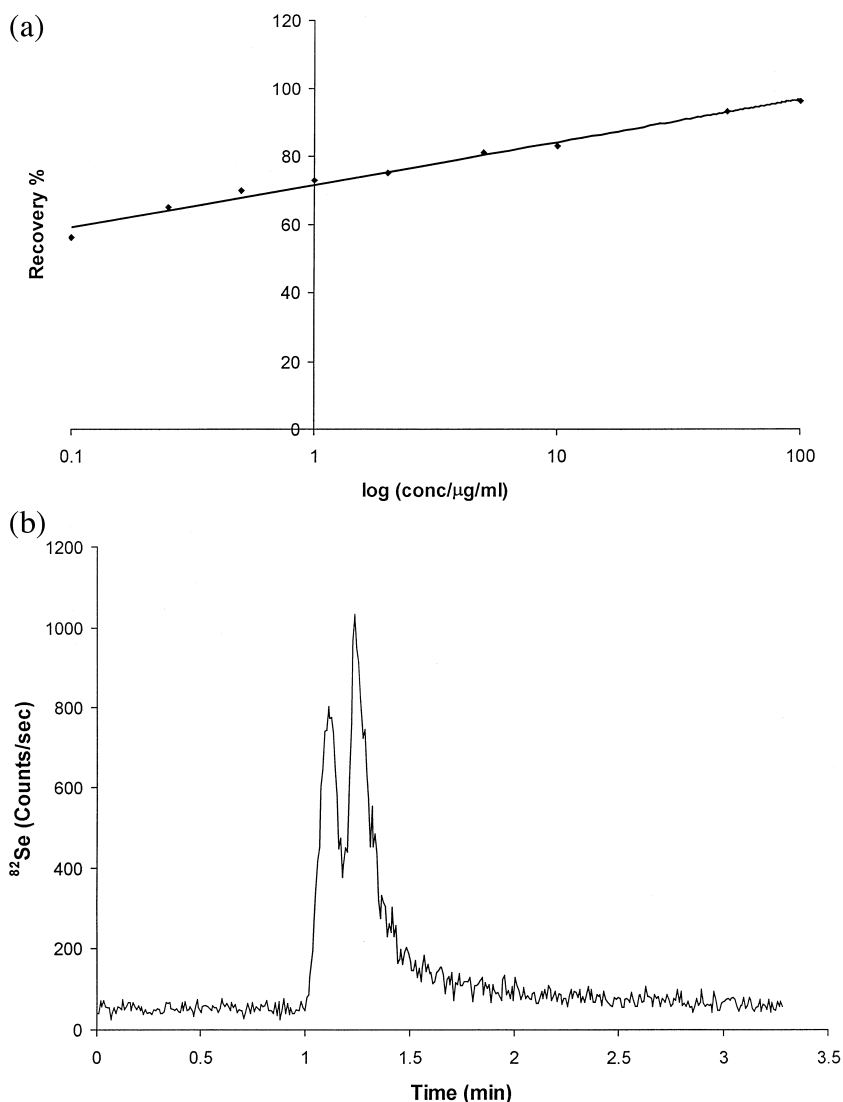 (a)
120
100
80
60
40
20
0
Recovery %
0.1 1 10 100
log (conc/µg/ml)
(b)
1200
1000
800
600
400
200
0
⁸²Se (Counts/sec)
0 0.5 1 1.5 2 2.5 3 3.5
Time (min)